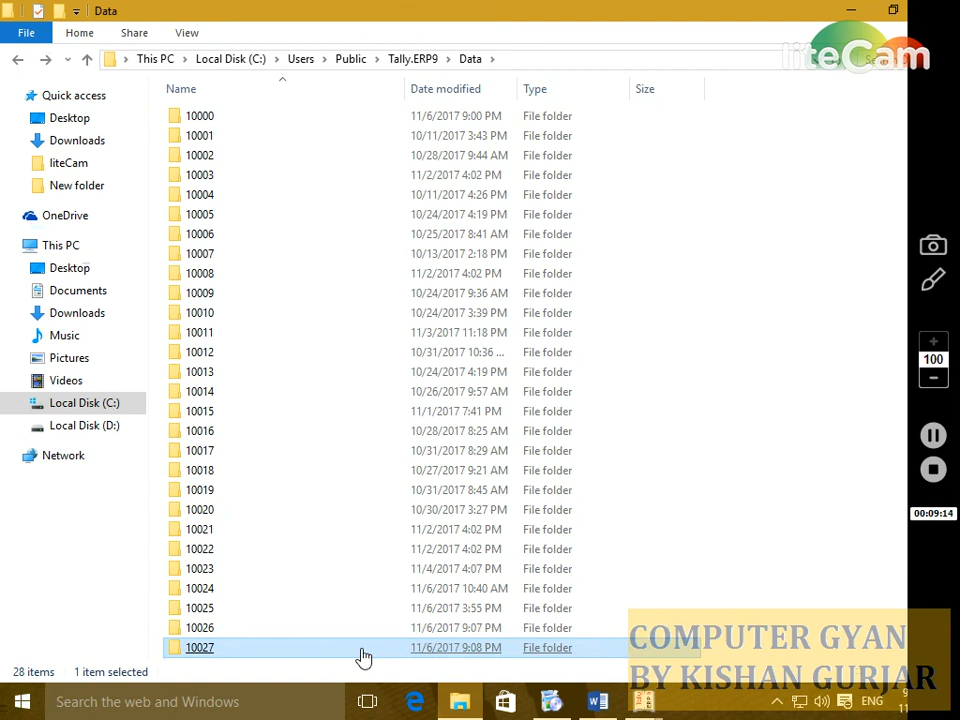 Data
File Home Share View
This PC Local Disk (C:) Users Public Tally.ERP9 Data
liteCam
Name Date modified Type Size
Quick access
Desktop
Downloads
liteCam
New folder
OneDrive
This PC
Desktop
Documents
Downloads
Music
Pictures
Videos
Local Disk (C:)
Local Disk (D:)
Network
10000 11/6/2017 9:00 PM File folder
10001 10/11/2017 3:43 PM File folder
10002 10/28/2017 9:44 AM File folder
10003 11/2/2017 4:02 PM File folder
10004 10/11/2017 4:26 PM File folder
10005 10/24/2017 4:19 PM File folder
10006 10/25/2017 8:41 AM File folder
10007 10/13/2017 2:18 PM File folder
10008 11/2/2017 4:02 PM File folder
10009 10/24/2017 9:36 AM File folder
10010 10/24/2017 3:39 PM File folder
10011 11/3/2017 11:18 PM File folder
10012 10/31/2017 10:36 ... File folder
10013 10/24/2017 4:19 PM File folder
10014 10/26/2017 9:57 AM File folder
10015 11/1/2017 7:41 PM File folder
10016 10/28/2017 8:25 AM File folder
10017 10/31/2017 8:29 AM File folder
10018 10/27/2017 9:21 AM File folder
10019 10/31/2017 8:45 AM File folder
10020 10/30/2017 3:27 PM File folder
10021 11/2/2017 4:02 PM File folder
10022 11/2/2017 4:02 PM File folder
10023 11/4/2017 4:07 PM File folder
10024 11/6/2017 10:40 AM File folder
10025 11/6/2017 3:55 PM File folder
10026 11/6/2017 9:07 PM File folder
10027 11/6/2017 9:08 PM File folder
100
00:09:14
COMPUTER GYAN
BY KISHAN GURJAR
28 items 1 item selected
Search the web and Windows
ENG